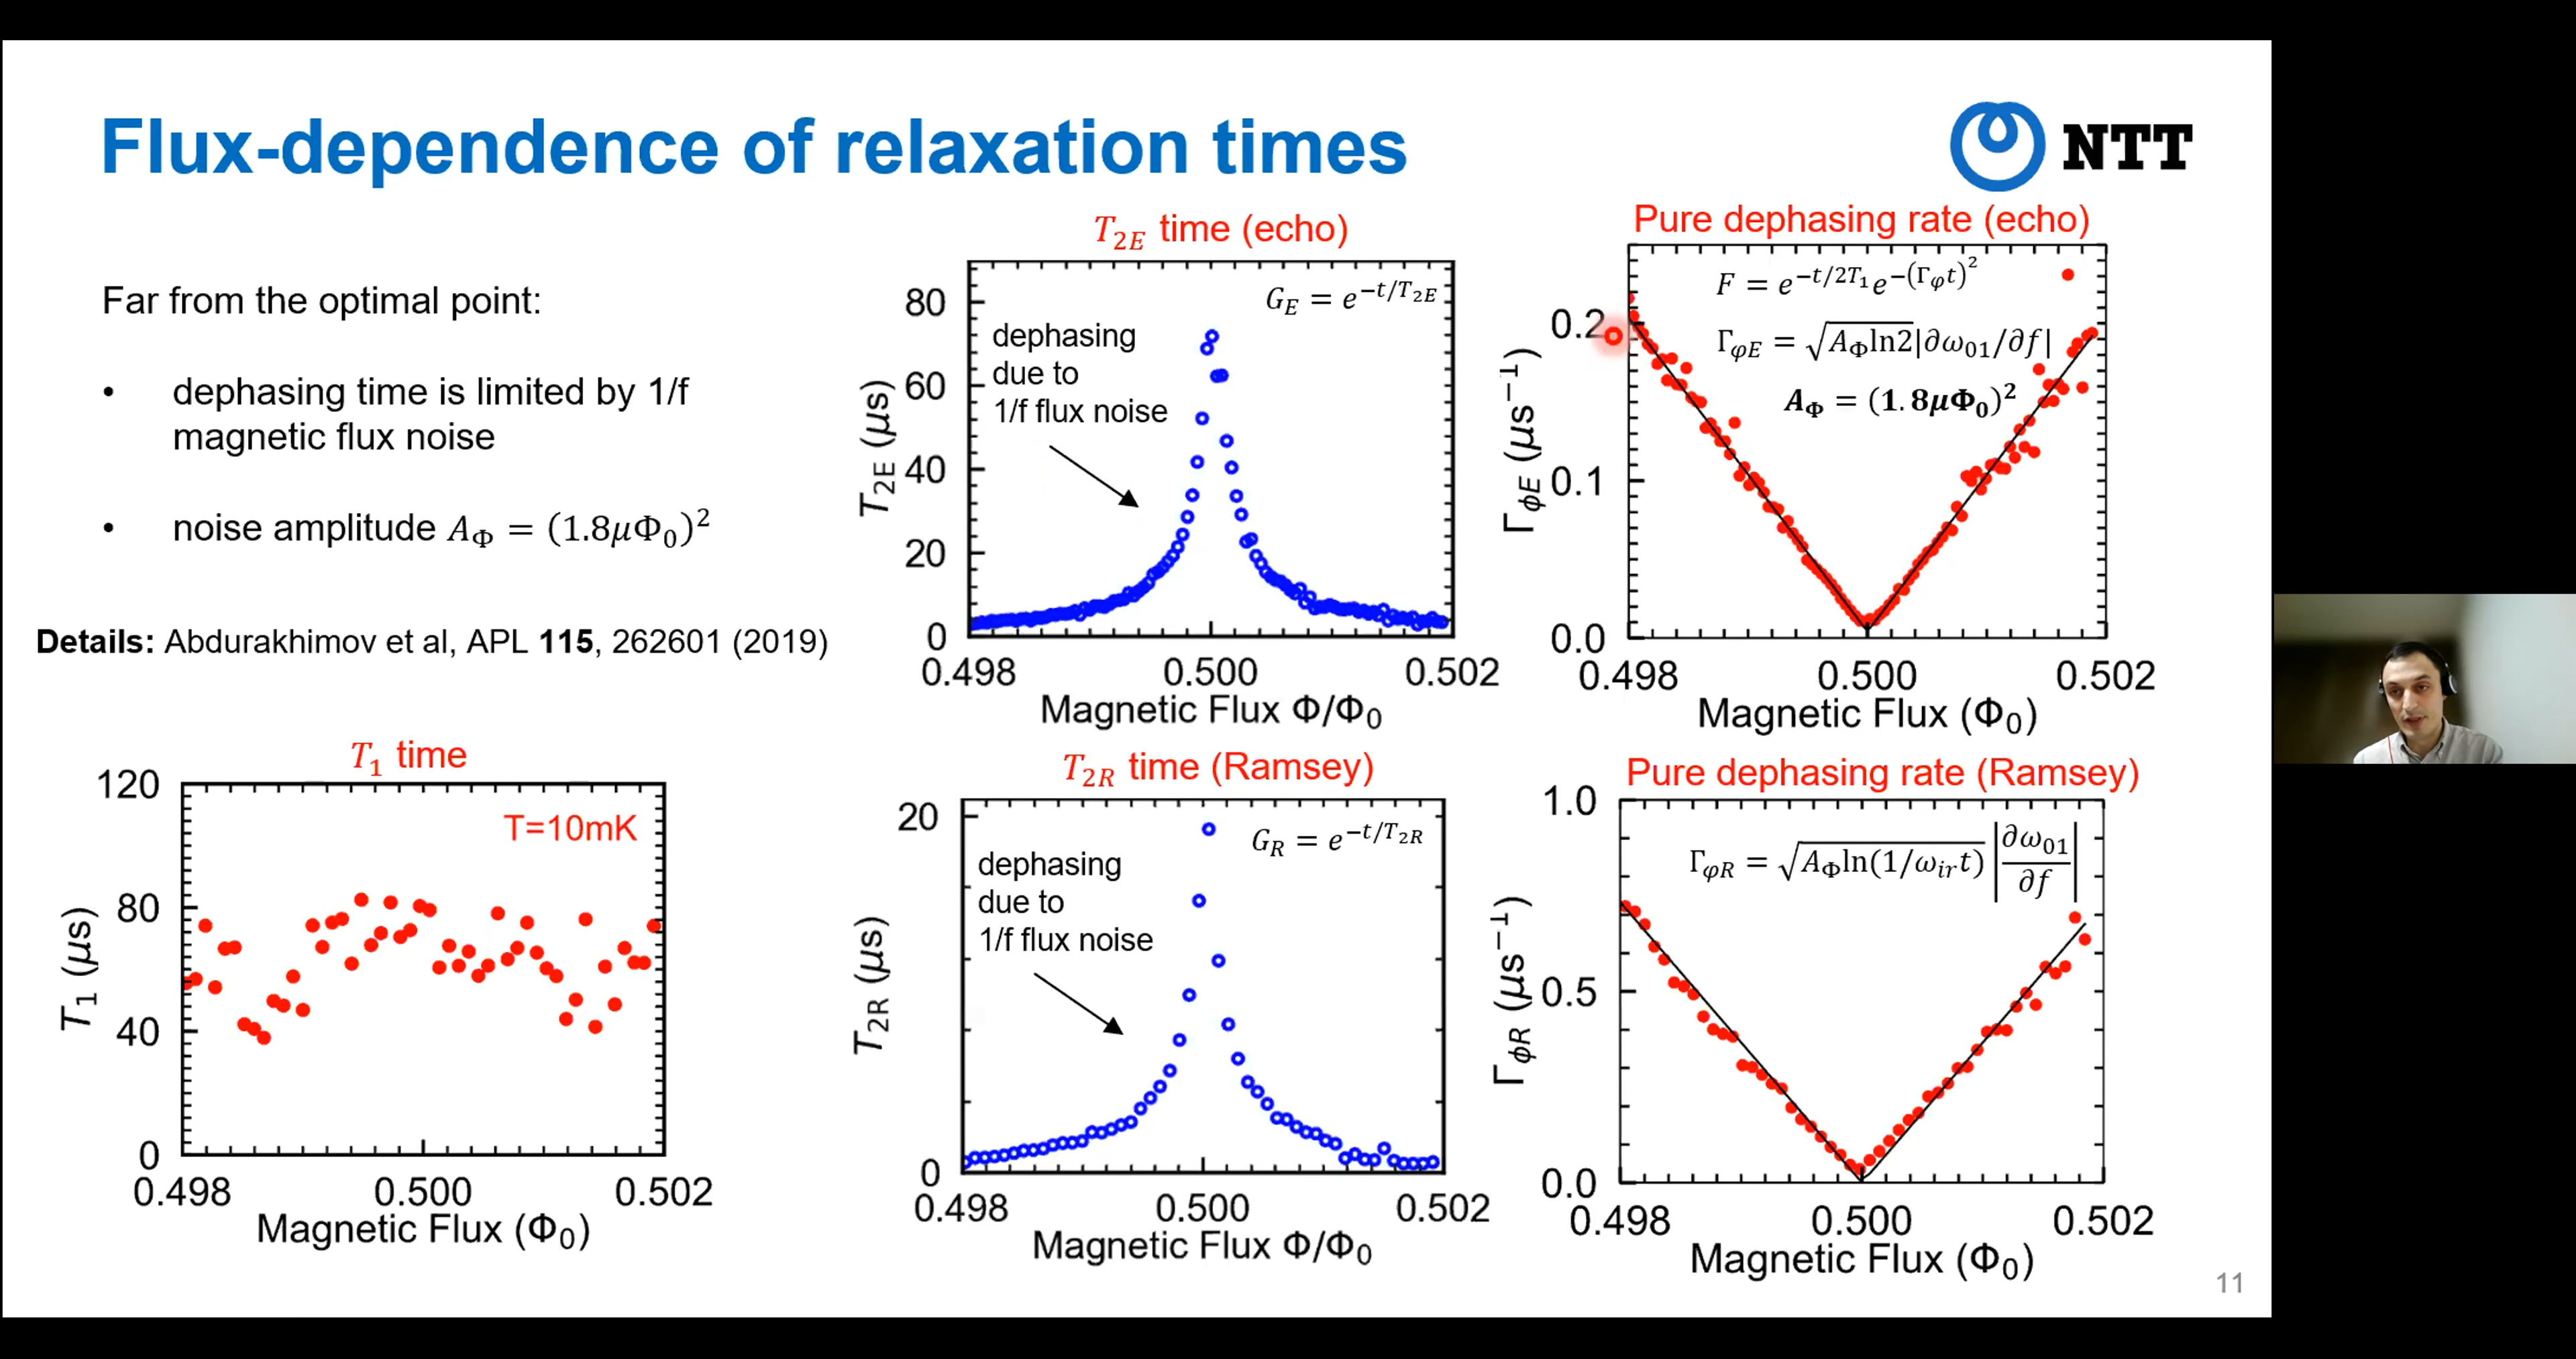 Flux-dependence of relaxation times
NTT
Far from the optimal point:
• dephasing time is limited by 1/f
magnetic flux noise
• noise amplitude A_Φ = (1.8μΦ₀)²
Details: Abdurakhimov et al, APL 115, 262601 (2019)
T₁ time
T=10mK
120
80
40
0
T₁ (μs)
0.498 0.500 0.502
Magnetic Flux (Φ₀)
T_2E time (echo)
G_E = e^{−t/T_2E}
dephasing
due to
1/f flux noise
80
60
40
20
0
T_2E (μs)
0.498 0.500 0.502
Magnetic Flux Φ/Φ₀
T_2R time (Ramsey)
G_R = e^{−t/T_2R}
dephasing
due to
1/f flux noise
20
0
T_2R (μs)
0.498 0.500 0.502
Magnetic Flux Φ/Φ₀
Pure dephasing rate (echo)
F = e^{−t/2T₁}e^{−(Γ_φt)²}
Γ_φE = √(A_Φln2)|∂ω₀₁/∂f|
A_Φ = (1.8μΦ₀)²
0.2
0.1
0.0
Γ_ϕE (μs⁻¹)
0.498 0.500 0.502
Magnetic Flux (Φ₀)
Pure dephasing rate (Ramsey)
Γ_φR = √(A_Φln(1/ω_irt)) |∂ω₀₁/∂f|
1.0
0.5
0.0
Γ_ϕR (μs⁻¹)
0.498 0.500 0.502
Magnetic Flux (Φ₀)
11